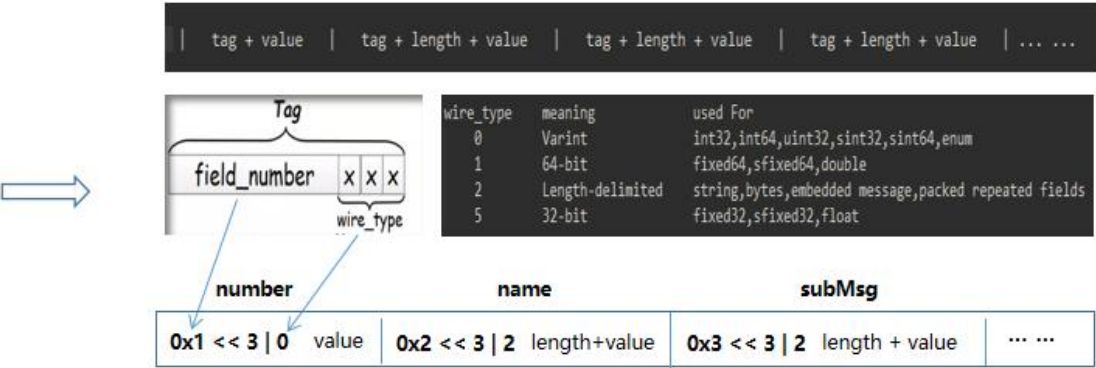 | tag + value | tag + length + value | tag + length + value | tag + length + value | ... ...
Tag
field_number x x x
wire_type
wire_type meaning used For
0 Varint int32,int64,uint32,sint32,sint64,enum
1 64-bit fixed64,sfixed64,double
2 Length-delimited string,bytes,embedded message,packed repeated fields
5 32-bit fixed32,sfixed32,float
number name subMsg
0x1 << 3 | 0 value 0x2 << 3 | 2 length+value 0x3 << 3 | 2 length + value ... ...